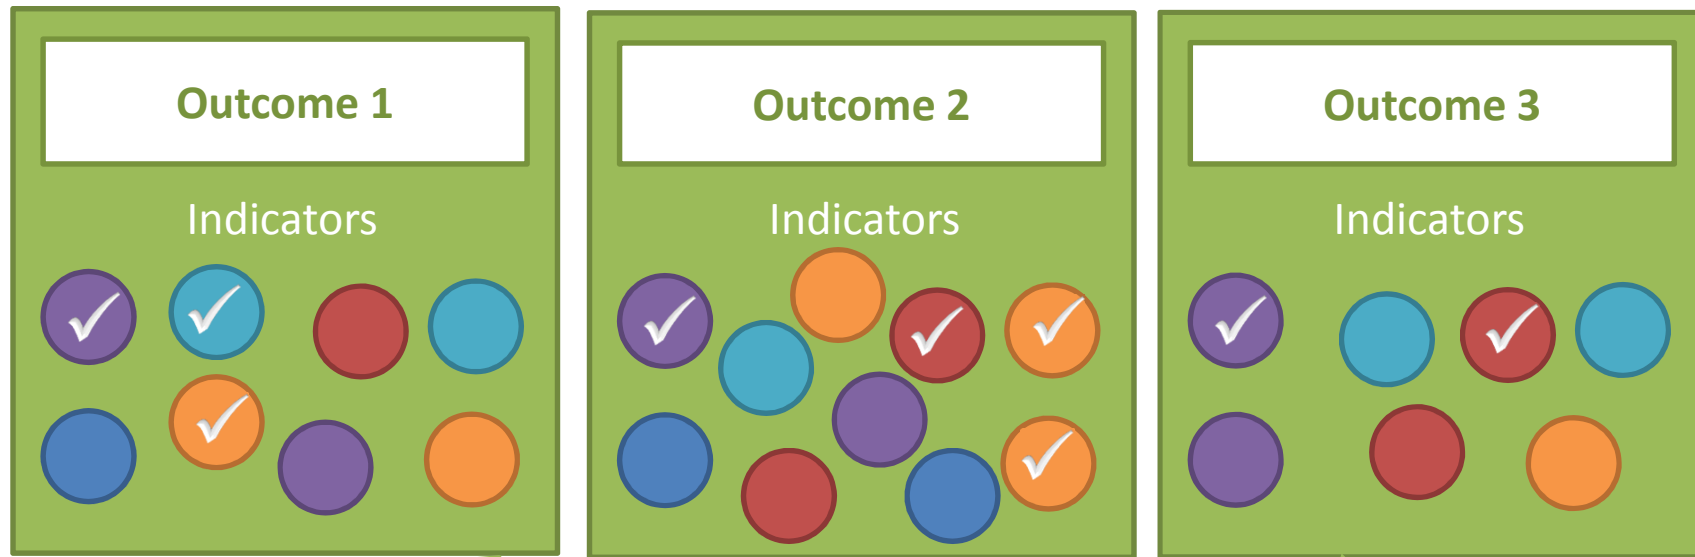 Outcome 1
Indicators
Outcome 2
Indicators
Outcome 3
Indicators